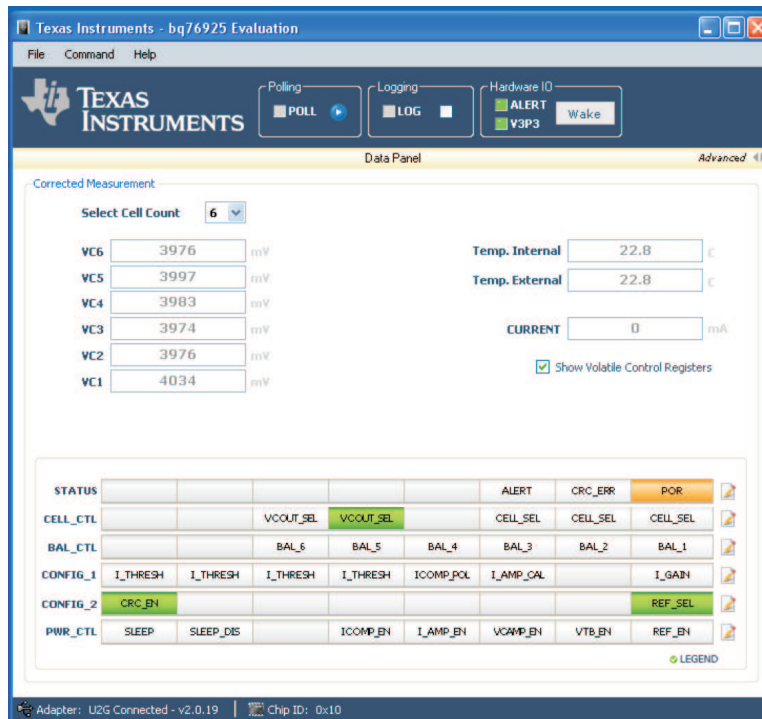 Texas Instruments - bq76925 Evaluation
File Command Help
Polling Logging Hardware IO
TEXAS INSTRUMENTS
POLL LOG ALERT V3P3 Wake
Data Panel Advanced
Corrected Measurement
Select Cell Count 6
VC6 3976 mV Temp. Internal 22.8 C
VC5 3997 mV Temp. External 22.8 C
VC4 3983 mV
VC3 3974 mV CURRENT 0 mA
VC2 3976 mV Show Volatile Control Registers
VC1 4034 mV
STATUS ALERT CRC_ERR POR
CELL_CTL VCOUT_SEL VCOUT_SEL CELL_SEL CELL_SEL CELL_SEL
BAL_CTL BAL_6 BAL_5 BAL_4 BAL_3 BAL_2 BAL_1
CONFIG_1 I_THRESH I_THRESH I_THRESH I_THRESH ICOMP_POL I_AMP_CAL I_GAIN
CONFIG_2 CRC_EN REF_SEL
PWR_CTL SLEEP SLEEP_DIS ICOMP_EN I_AMP_EN VCAMP_EN VTB_EN REF_EN
LEGEND
Adapter: U2G Connected - v2.0.19 Chip ID: 0x10